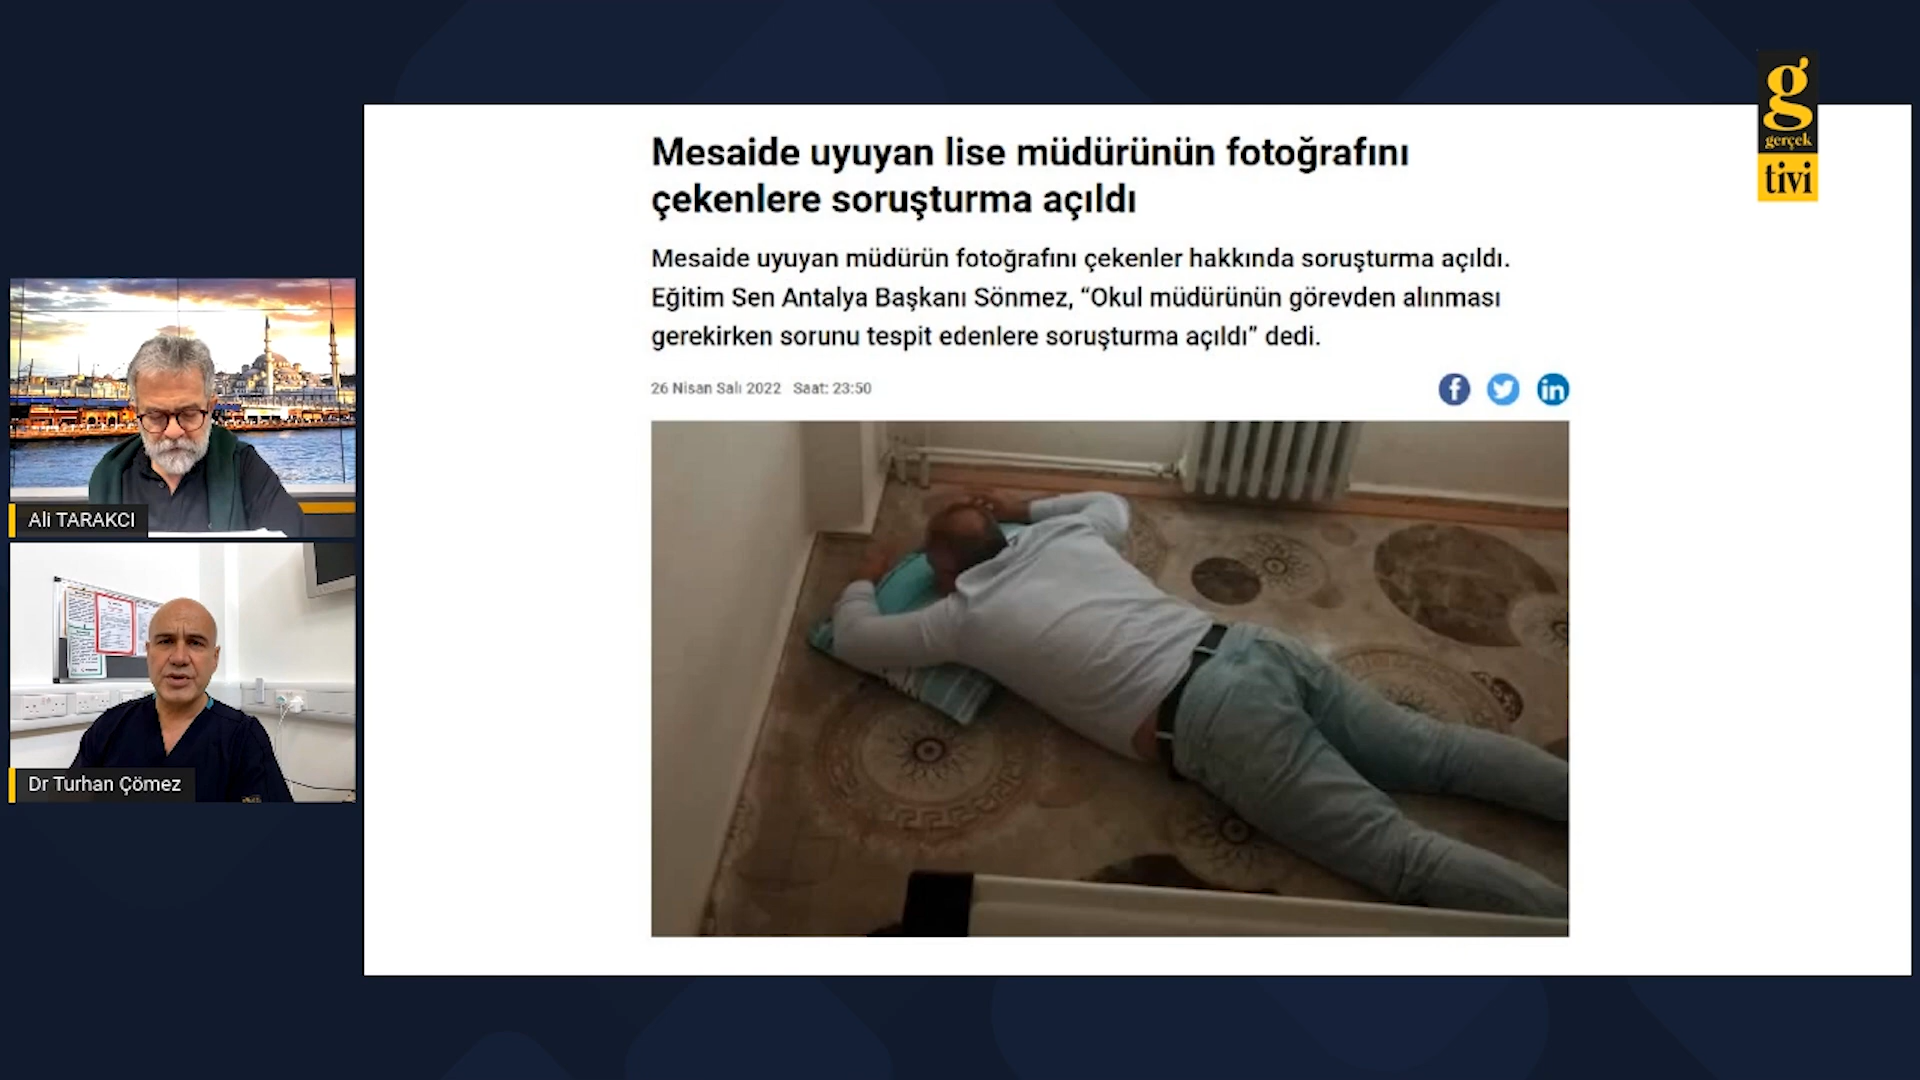 g
gerçek
tivi
Mesaide uyuyan lise müdürünün fotoğrafını
çekenlere soruşturma açıldı
Mesaide uyuyan müdürün fotoğrafını çekenler hakkında soruşturma açıldı.
Eğitim Sen Antalya Başkanı Sönmez, “Okul müdürünün görevden alınması
gerekirken sorunu tespit edenlere soruşturma açıldı” dedi.
26 Nisan Salı 2022 Saat: 23:50
f
in
Ali TARAKCI
Dr Turhan Çömez